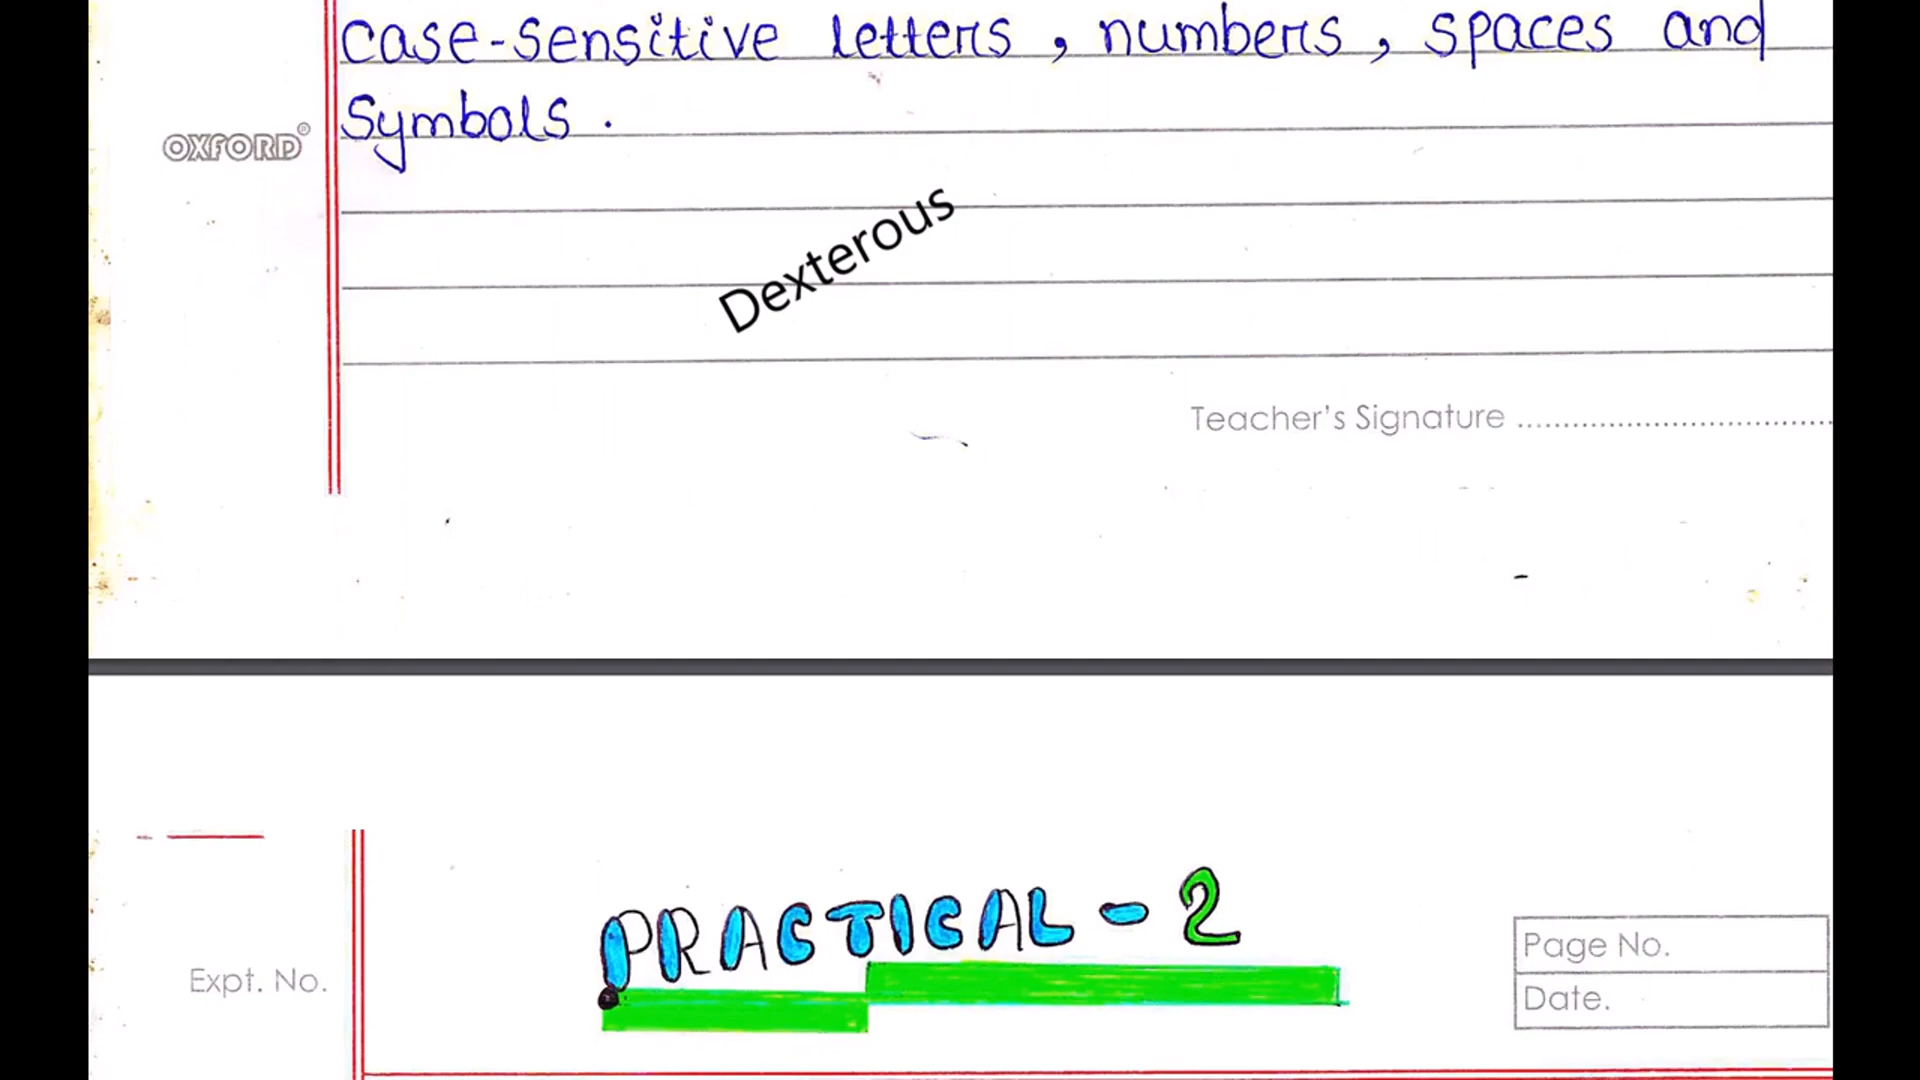 case-sensitive letters, numbers, spaces and
Symbols.
OXFORD®
Dexterous
Teacher's Signature ....................................
PRACTICAL - 2
Expt. No.
Page No.
Date.